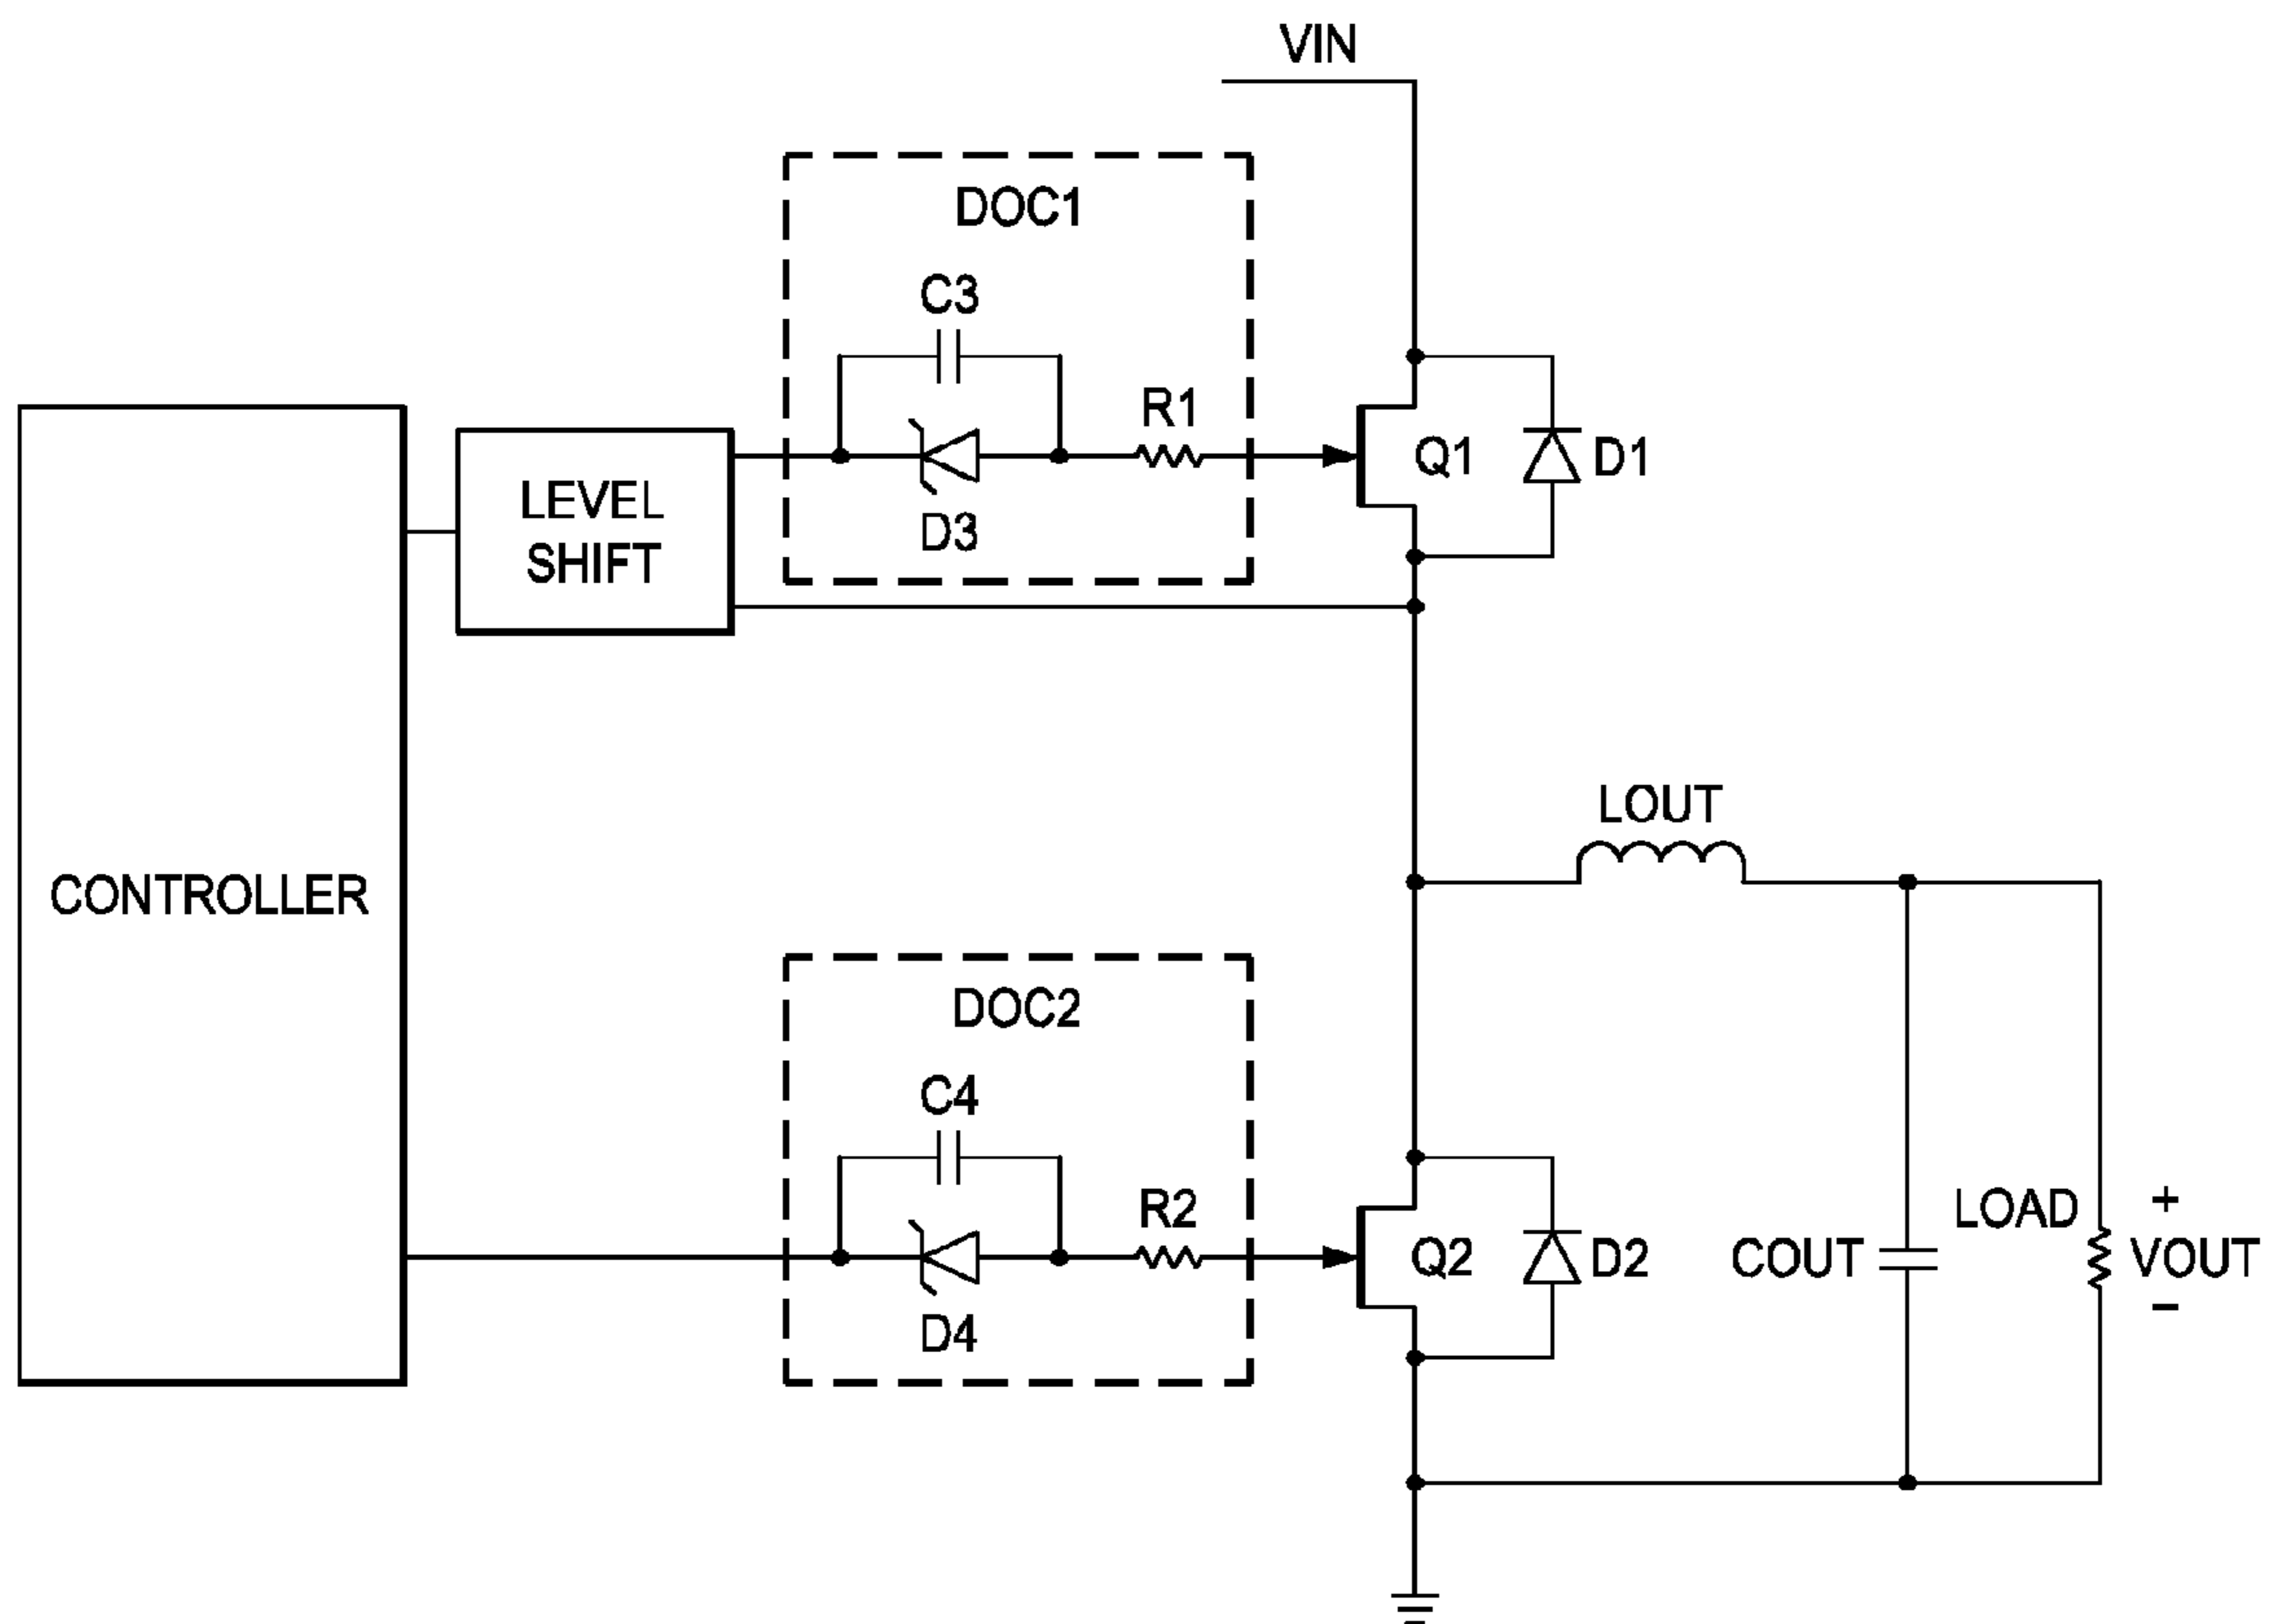 VIN
DOC1
C3
R1
Q1
D1
LEVEL
SHIFT
D3
LOUT
CONTROLLER
DOC2
C4
R2
LOAD
+
COUT
VOUT
Q2
D2
−
D4